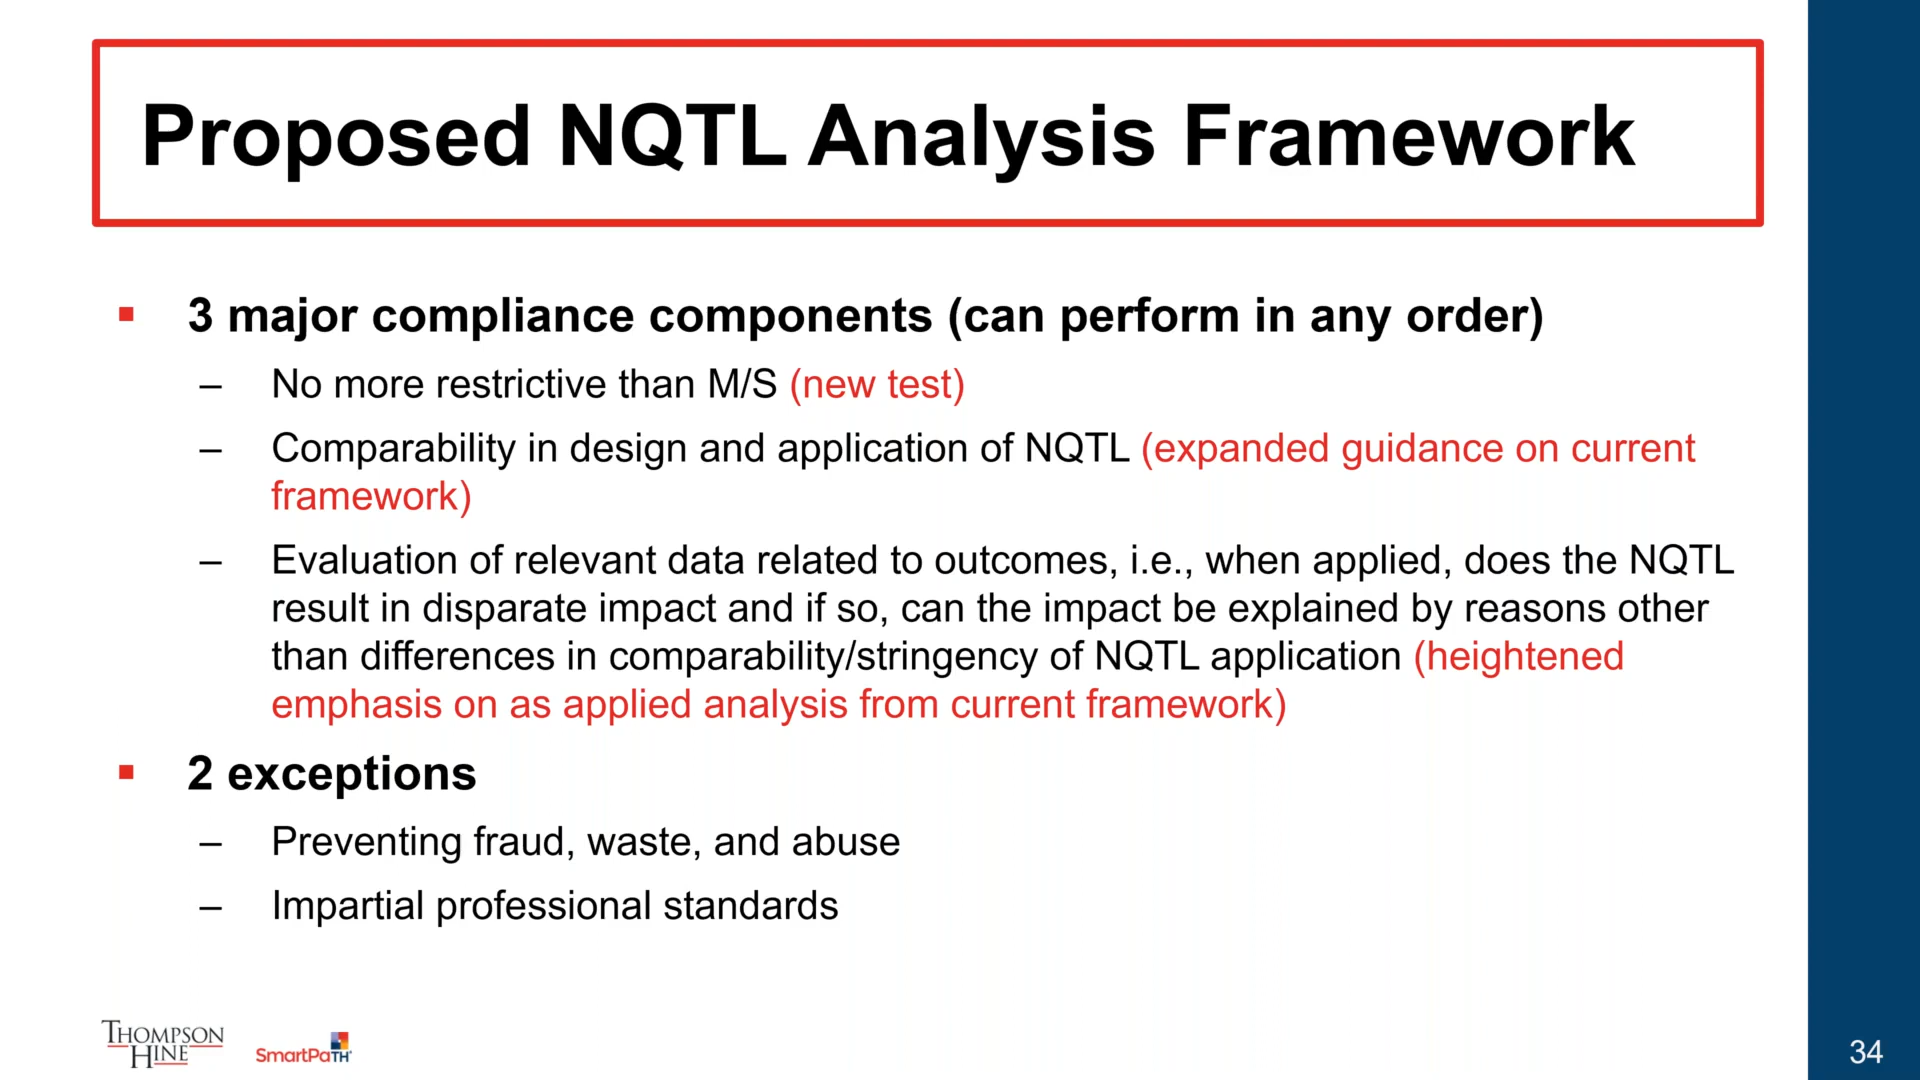 Proposed NQTL Analysis Framework
▪ 3 major compliance components (can perform in any order)
– No more restrictive than M/S (new test)
– Comparability in design and application of NQTL (expanded guidance on current
framework)
– Evaluation of relevant data related to outcomes, i.e., when applied, does the NQTL
result in disparate impact and if so, can the impact be explained by reasons other
than differences in comparability/stringency of NQTL application (heightened
emphasis on as applied analysis from current framework)
▪ 2 exceptions
– Preventing fraud, waste, and abuse
– Impartial professional standards
THOMPSON
HINE
SmartPaTH
34